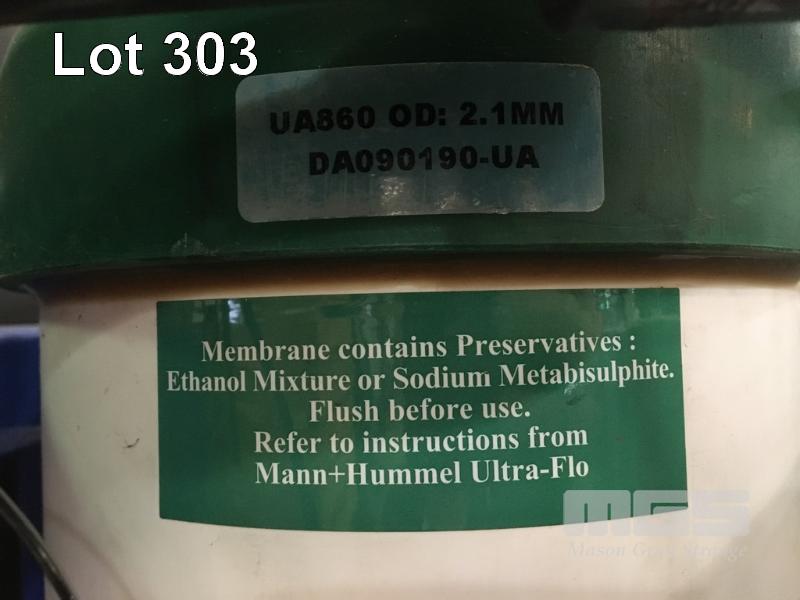 Lot 303
UA860 OD: 2.1MM
DA090190-UA
Membrane contains Preservatives :
Ethanol Mixture or Sodium Metabisulphite.
Flush before use.
Refer to instructions from
Mann+Hummel Ultra-Flo
MGS
Mason Gray Strange